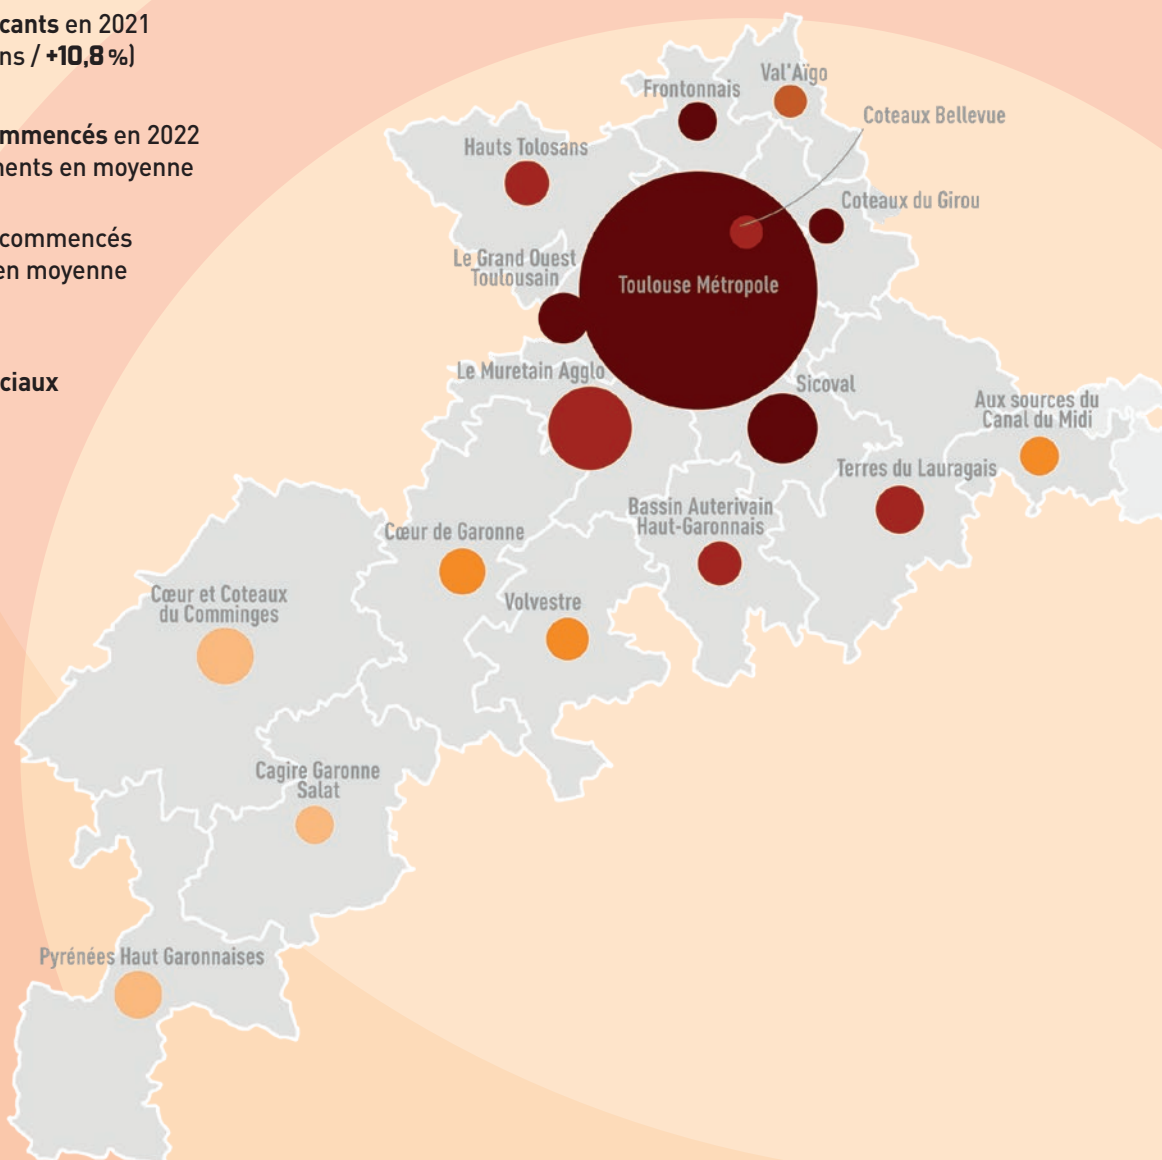 cants en 2021
ns / +10,8 %)
mmencés en 2022
ents en moyenne
commencés
en moyenne
ciaux
Frontonnais
Val'Aïgo
Coteaux Bellevue
Hauts Tolosans
Coteaux du Girou
Le Grand Ouest
Toulousain
Toulouse Métropole
Le Muretain Agglo
Sicoval
Aux sources du
Canal du Midi
Terres du Lauragais
Bassin Auterivain
Haut-Garonnais
Cœur de Garonne
Volvestre
Cœur et Coteaux
du Comminges
Cagire Garonne
Salat
Pyrénées Haut Garonnaises